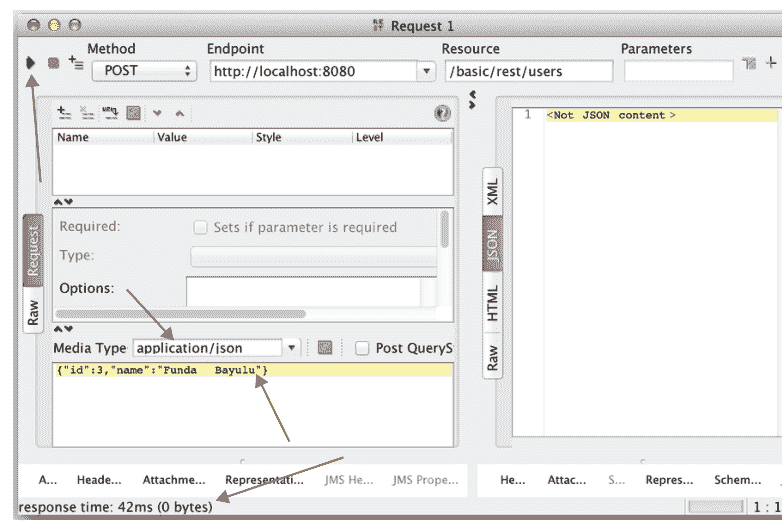 Request 1
Method Endpoint Resource Parameters
POST http://localhost:8080 /basic/rest/users
Name Value Style Level
Required: Sets if parameter is required
Type:
Options:
Media Type application/json Post QueryS
{"id":3,"name":"Funda Bayulu"}
Request
Raw
1 <Not JSON content>
XML
JSON
HTML
Raw
A... Heade... Attachme... Representati... JMS He... JMS Prope...
He... Attac... S... Repres... Schem...
response time: 42ms (0 bytes)
1 : 1